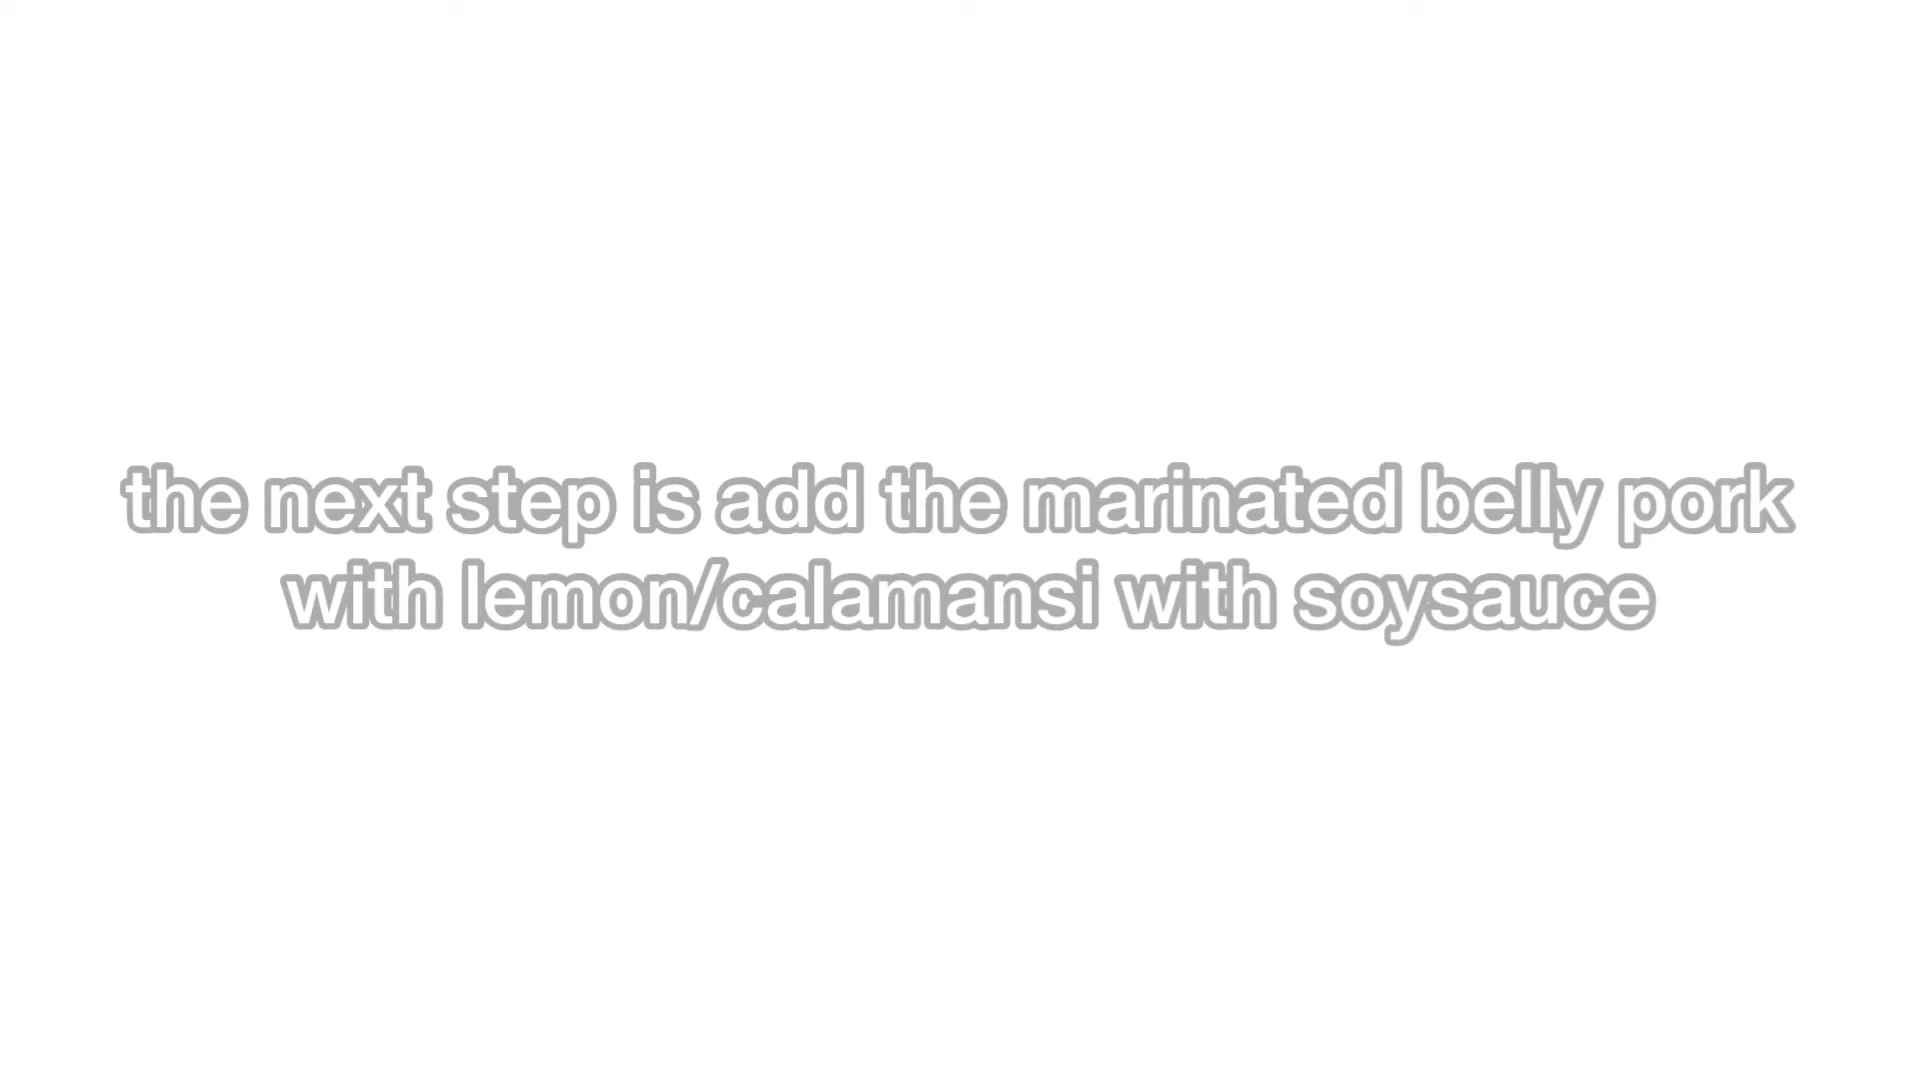 the next step is add the marinated belly pork
with lemon/calamansi with soysauce